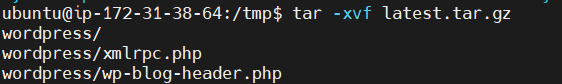 ubuntu@ip-172-31-38-64:/tmp$ tar -xvf latest.tar.gz
wordpress/
wordpress/xmlrpc.php
wordpress/wp-blog-header.php